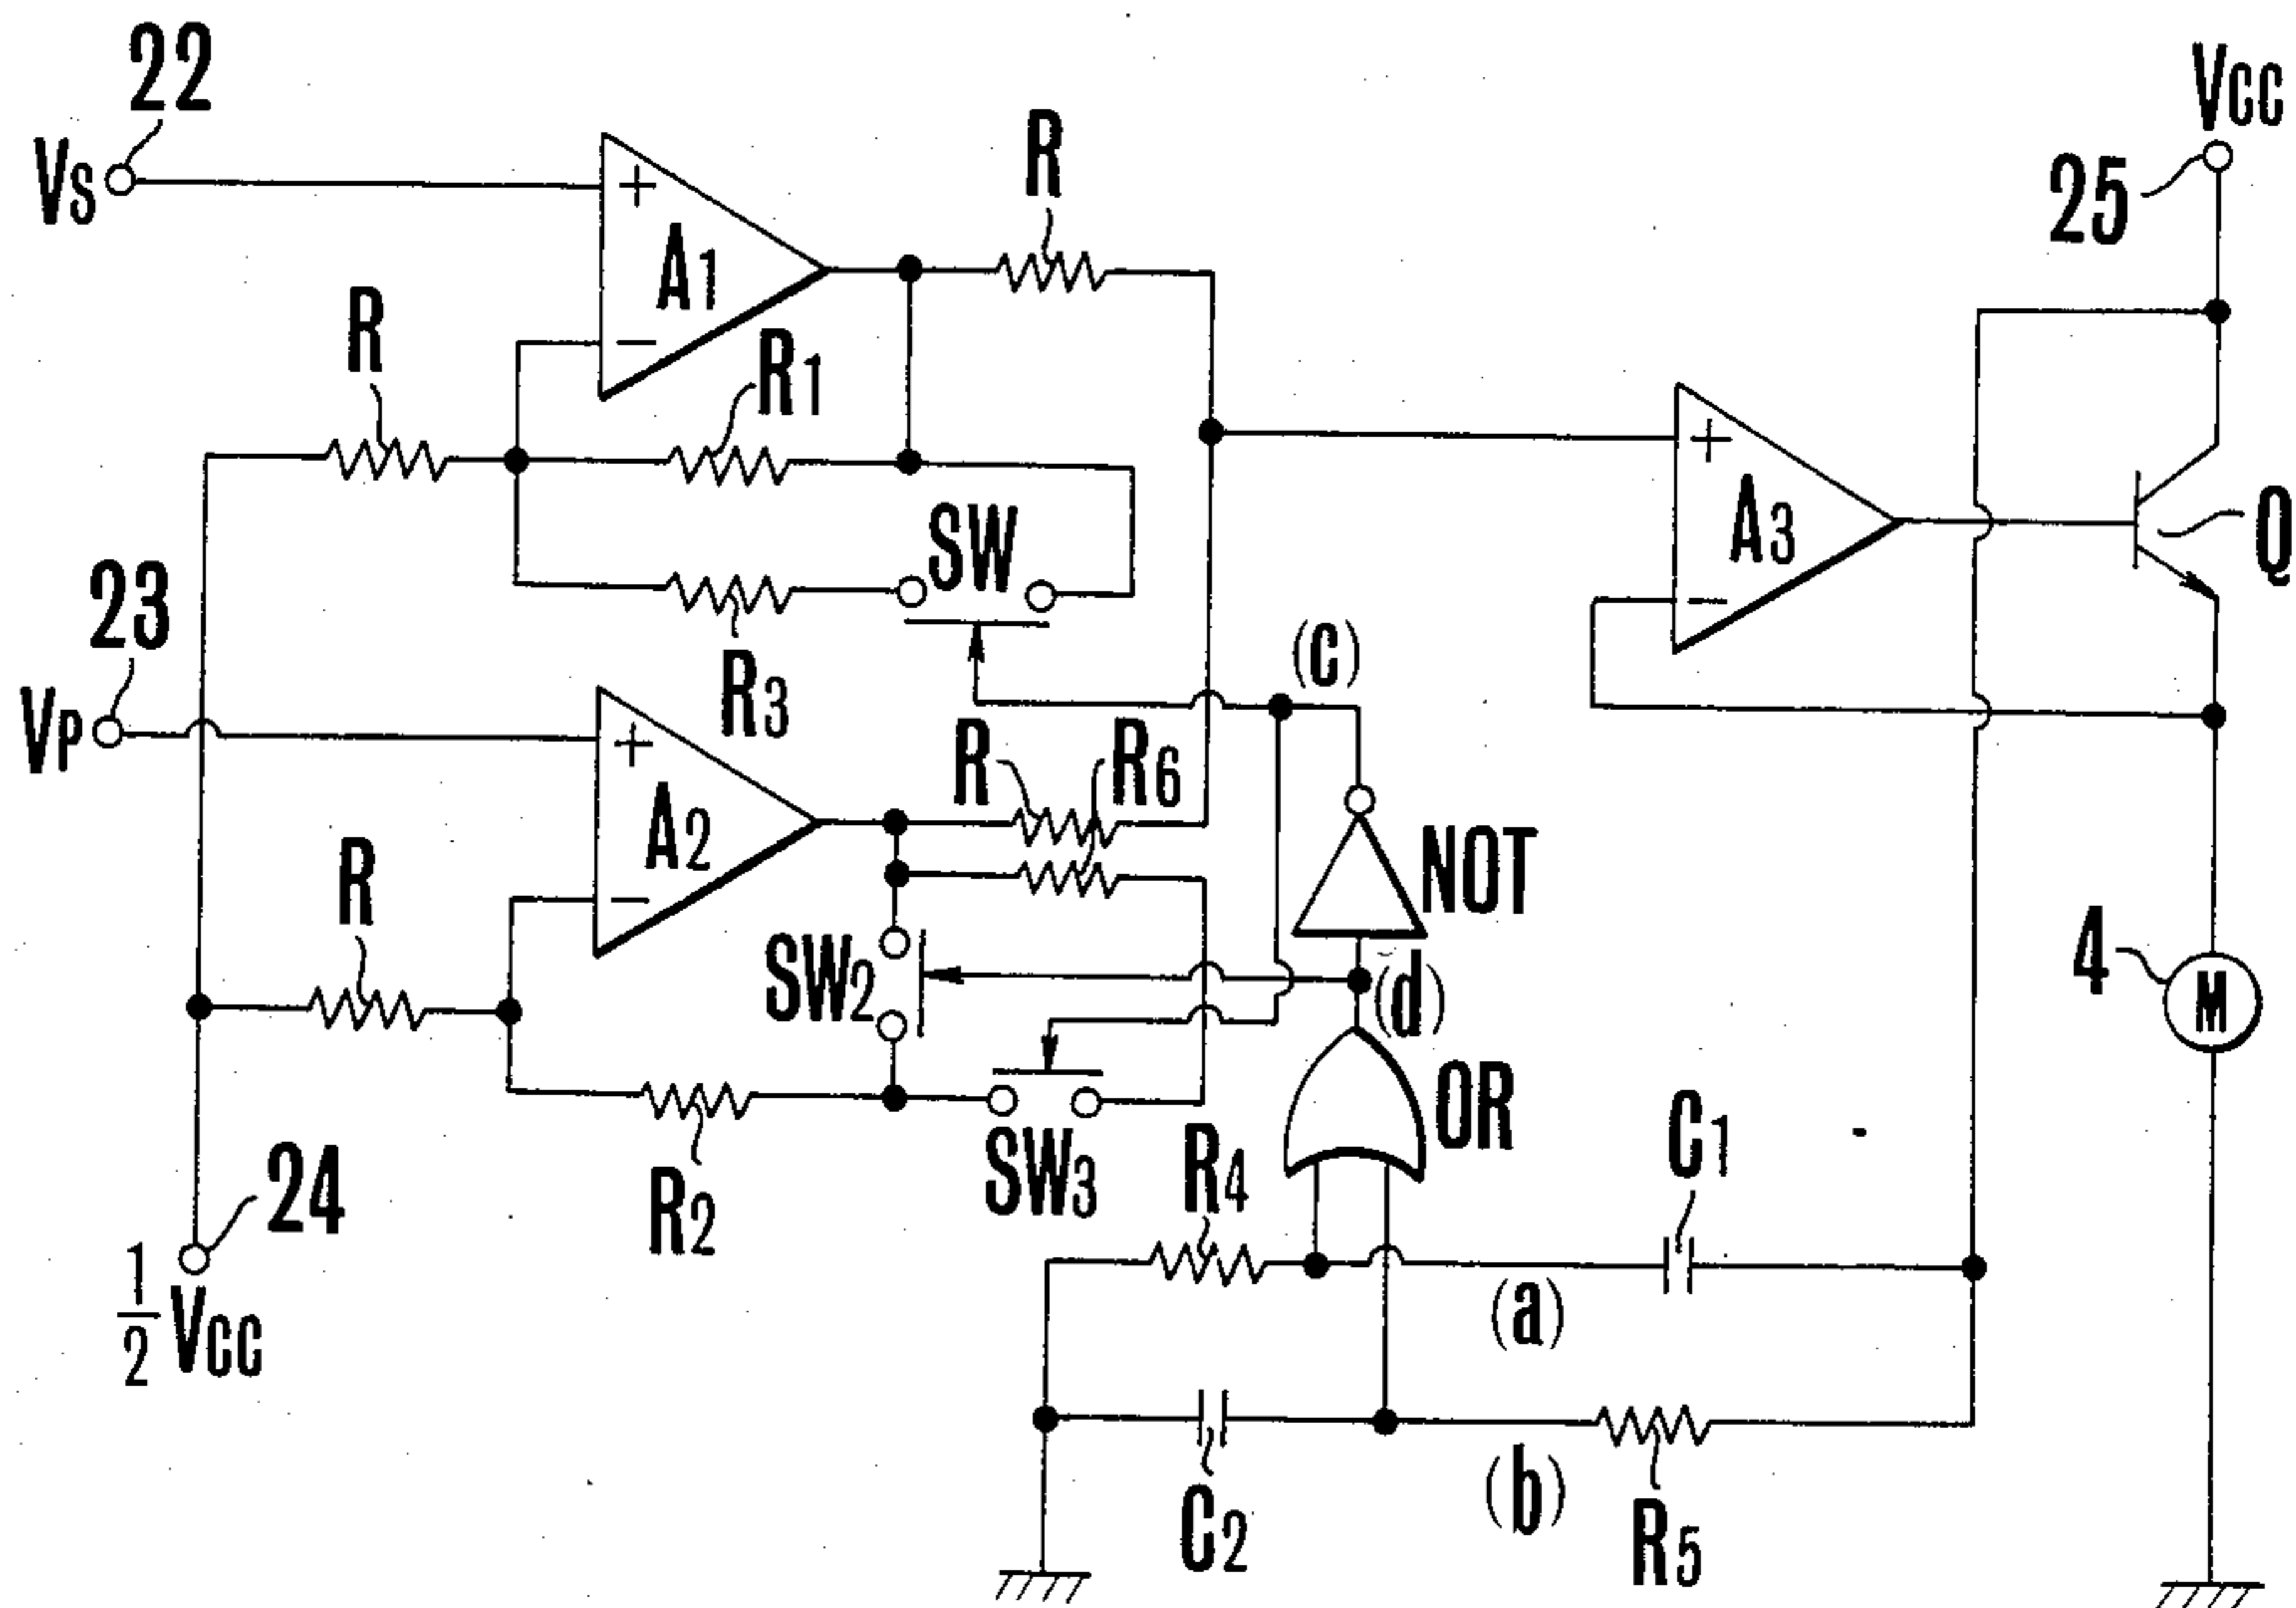 22
Vs
VCC
25
R
A1
R
R1
SW
A3
Q
23
R3
(c)
VP
R
R6
A2
NOT
R
SW2
(d)
4
M
OR
R4
C1
SW3
24
R2
1/2 VCC
(a)
(b)
C2
R5
+
−
+
−
+
−